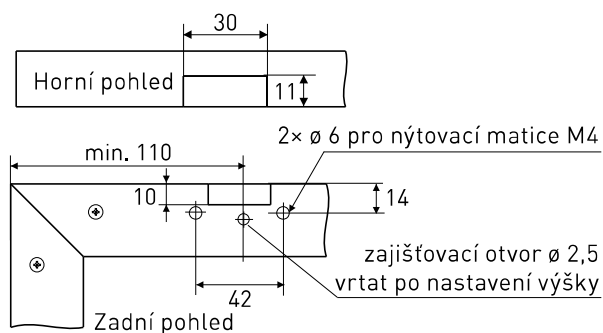 30
Horní pohled
11
2× ø 6 pro nýtovací matice M4
min. 110
10
14
zajišťovací otvor ø 2,5
vrtat po nastavení výšky
42
Zadní pohled